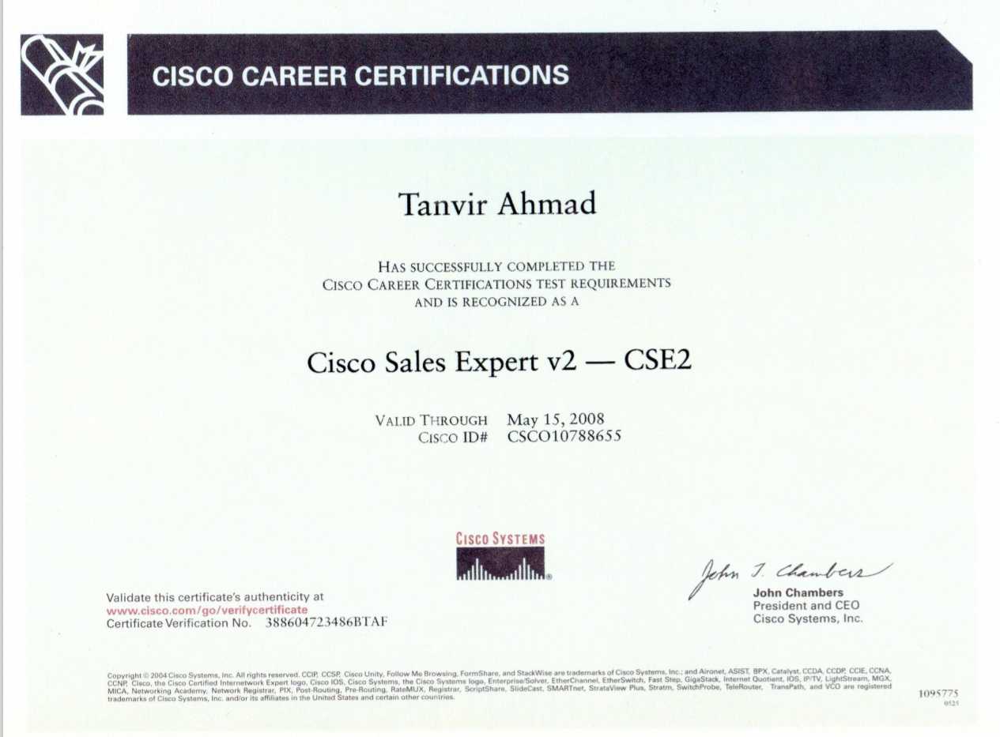 CISCO CAREER CERTIFICATIONS
Tanvir Ahmad
HAS SUCCESSFULLY COMPLETED THE
CISCO CAREER CERTIFICATIONS TEST REQUIREMENTS
AND IS RECOGNIZED AS A
Cisco Sales Expert v2 — CSE2
VALID THROUGH May 15, 2008
CISCO ID# CSCO10788655
CISCO SYSTEMS
®
John T. Chambers
Validate this certificate's authenticity at
www.cisco.com/go/verifycertificate
Certificate Verification No. 388604723486BTAF
John Chambers
President and CEO
Cisco Systems, Inc.
Copyright © 2004 Cisco Systems, Inc. All rights reserved. CCIP, CCSP, Cisco Unity, Follow Me Browsing, FormShare, and StackWise are trademarks of Cisco Systems, Inc.; and Aironet, ASIST, BPX, Catalyst, CCDA, CCDP, CCIE, CCNA,
CCNP, Cisco, the Cisco Certified Internetwork Expert logo, Cisco IOS, Cisco Systems, the Cisco Systems logo, Enterprise/Solver, EtherChannel, EtherSwitch, Fast Step, GigaStack, Internet Quotient, IOS, IP/TV, LightStream, MGX,
MICA, Networking Academy, Network Registrar, PIX, Post-Routing, Pre-Routing, RateMUX, Registrar, ScriptShare, SlideCast, SMARTnet, StrataView Plus, Stratm, SwitchProbe, TeleRouter, TransPath, and VCO are registered
trademarks of Cisco Systems, Inc. and/or its affiliates in the United States and certain other countries.
1095775
0525